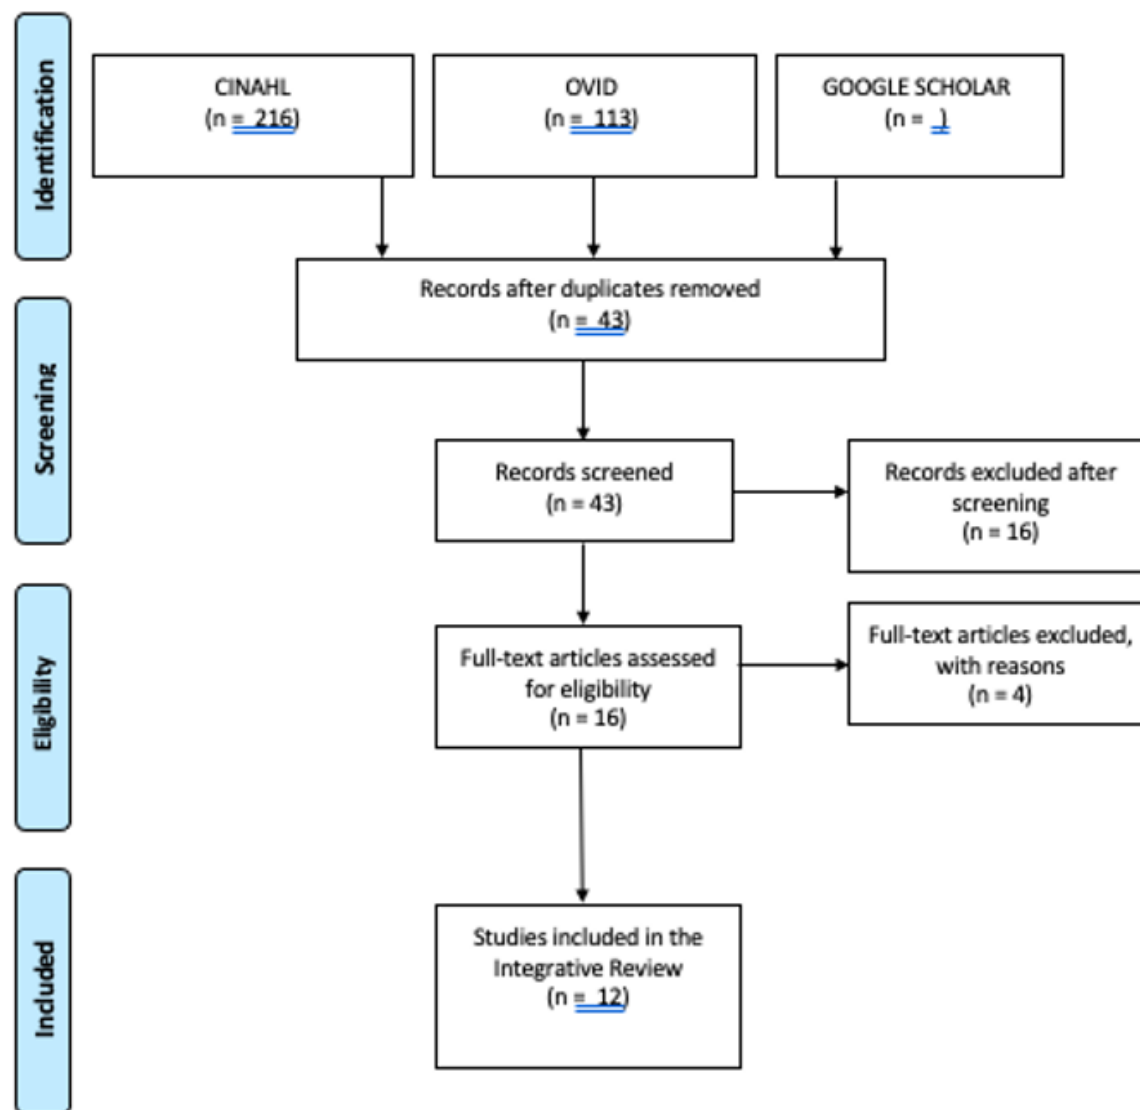 Identification
CINAHL
(n = 216)
OVID
(n = 113)
GOOGLE SCHOLAR
(n = )
Records after duplicates removed
(n = 43)
Screening
Records screened
(n = 43)
Records excluded after
screening
(n = 16)
Eligibility
Full-text articles assessed
for eligibility
(n = 16)
Full-text articles excluded,
with reasons
(n = 4)
Included
Studies included in the
Integrative Review
(n = 12)